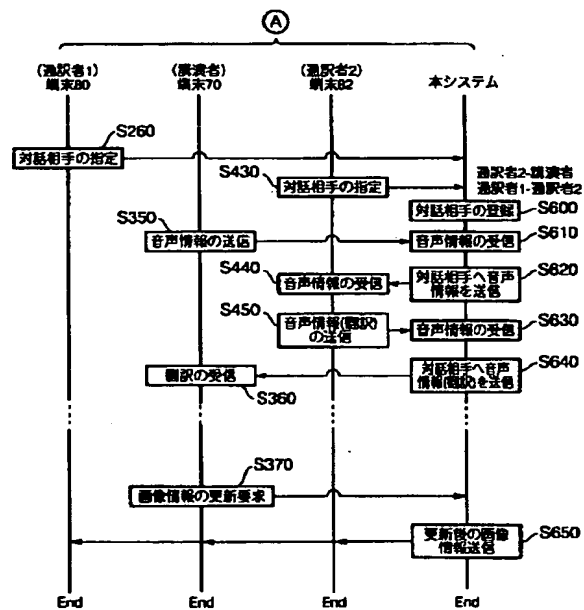 A
(通訳者1)
端末80
(講演者)
端末70
(通訳者2)
端末82
本システム
S260
対話相手の指定
S430
対話相手の指定
通訳者2-講演者
通訳者1-通訳者2
対話相手の登録
S600
S350
音声情報の送信
音声情報の受信
S610
S440
音声情報の受信
対話相手へ音声
情報を送信
S620
S450
音声情報(翻訳)
の送信
音声情報の受信
S630
翻訳の受信
S360
対話相手へ音声
情報(翻訳)を送信
S640
S370
画像情報の更新要求
更新後の画像
情報送信
S650
End
End
End
End